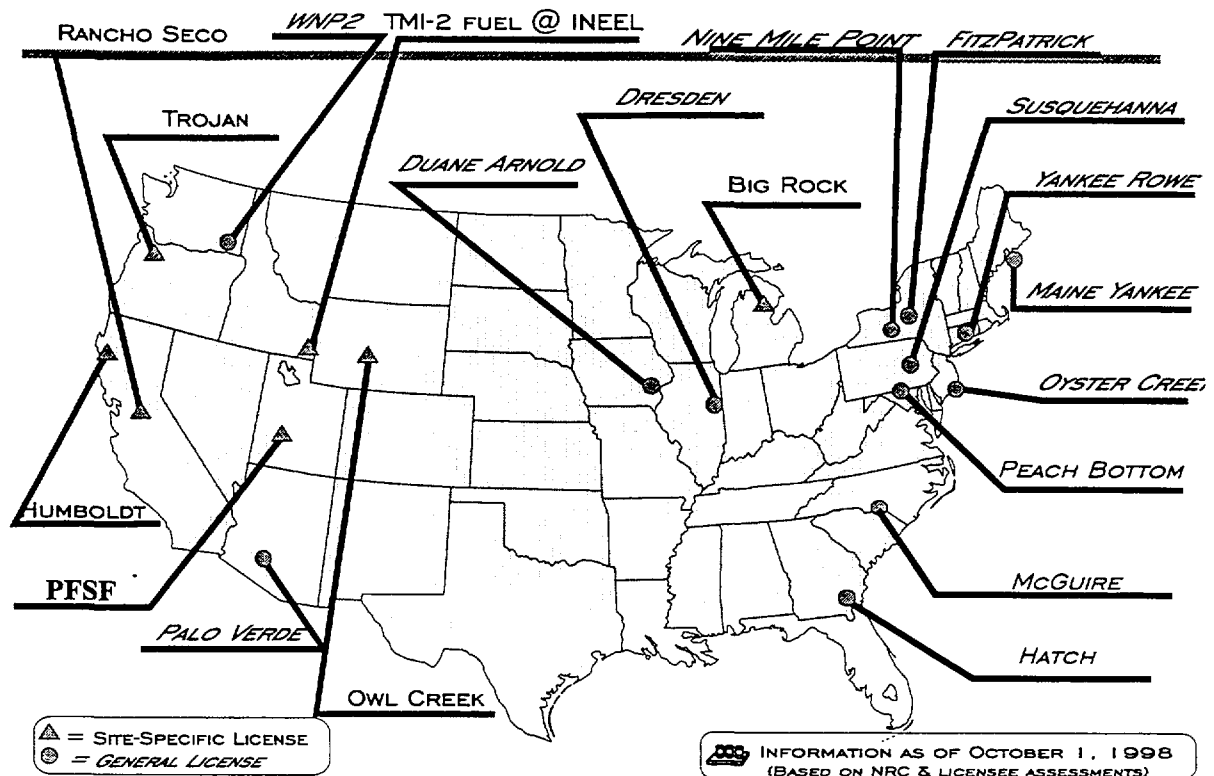 RANCHO SECO
WNP2
TMI-2 FUEL @ INEEL
NINE MILE POINT
FITZPATRICK
TROJAN
DRESDEN
SUSQUEHANNA
DUANE ARNOLD
BIG ROCK
YANKEE ROWE
MAINE YANKEE
OYSTER CREE
PEACH BOTTOM
HUMBOLDT
PFSF
MCGUIRE
PALO VERDE
HATCH
OWL CREEK
= SITE-SPECIFIC LICENSE
= GENERAL LICENSE
INFORMATION AS OF OCTOBER 1, 1998
(BASED ON NRC & LICENSEE ASSESSMENTS)